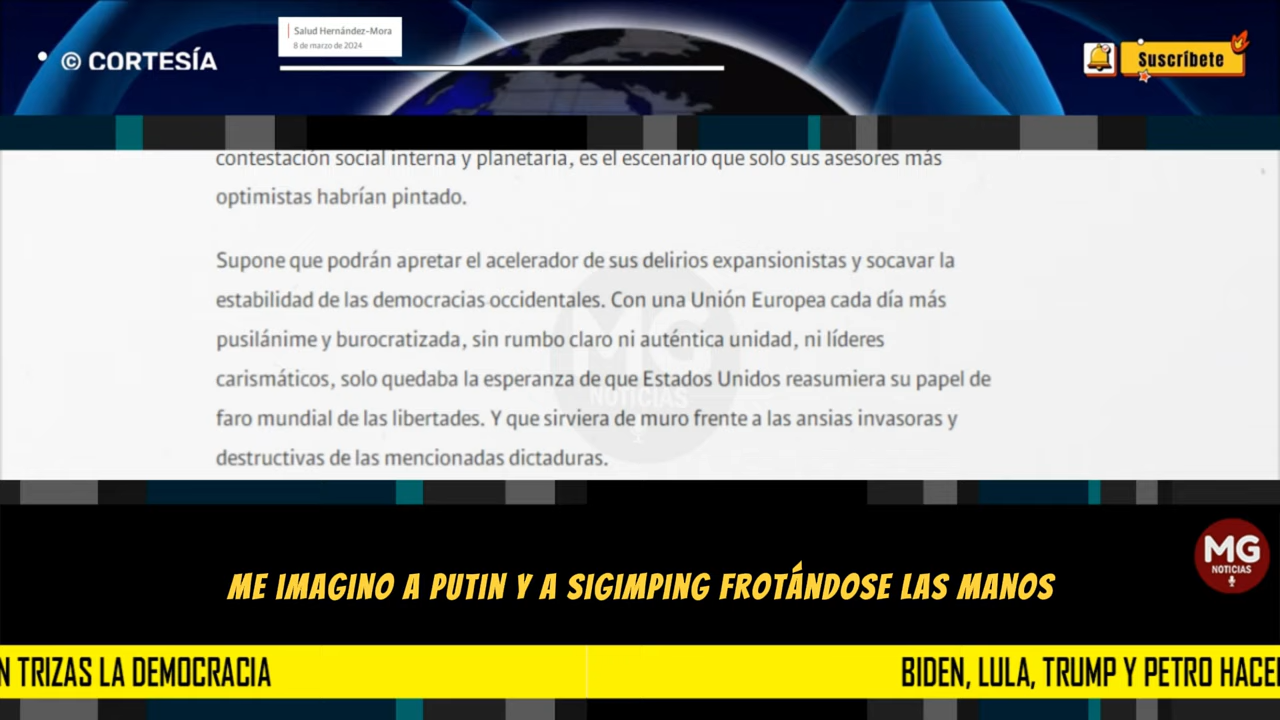 Salud Hernández-Mora
8 de marzo de 2024
© CORTESÍA
Suscríbete
contestación social interna y planetaria, es el escenario que solo sus asesores más
optimistas habrían pintado.
Supone que podrán apretar el acelerador de sus delirios expansionistas y socavar la
estabilidad de las democracias occidentales. Con una Unión Europea cada día más
pusilánime y burocratizada, sin rumbo claro ni auténtica unidad, ni líderes
carismáticos, solo quedaba la esperanza de que Estados Unidos reasumiera su papel de
faro mundial de las libertades. Y que sirviera de muro frente a las ansias invasoras y
destructivas de las mencionadas dictaduras.
MG
NOTICIAS
ME IMAGINO A PUTIN Y A SIGIMPING FROTÁNDOSE LAS MANOS
MG
NOTICIAS
N TRIZAS LA DEMOCRACIA
BIDEN, LULA, TRUMP Y PETRO HACE